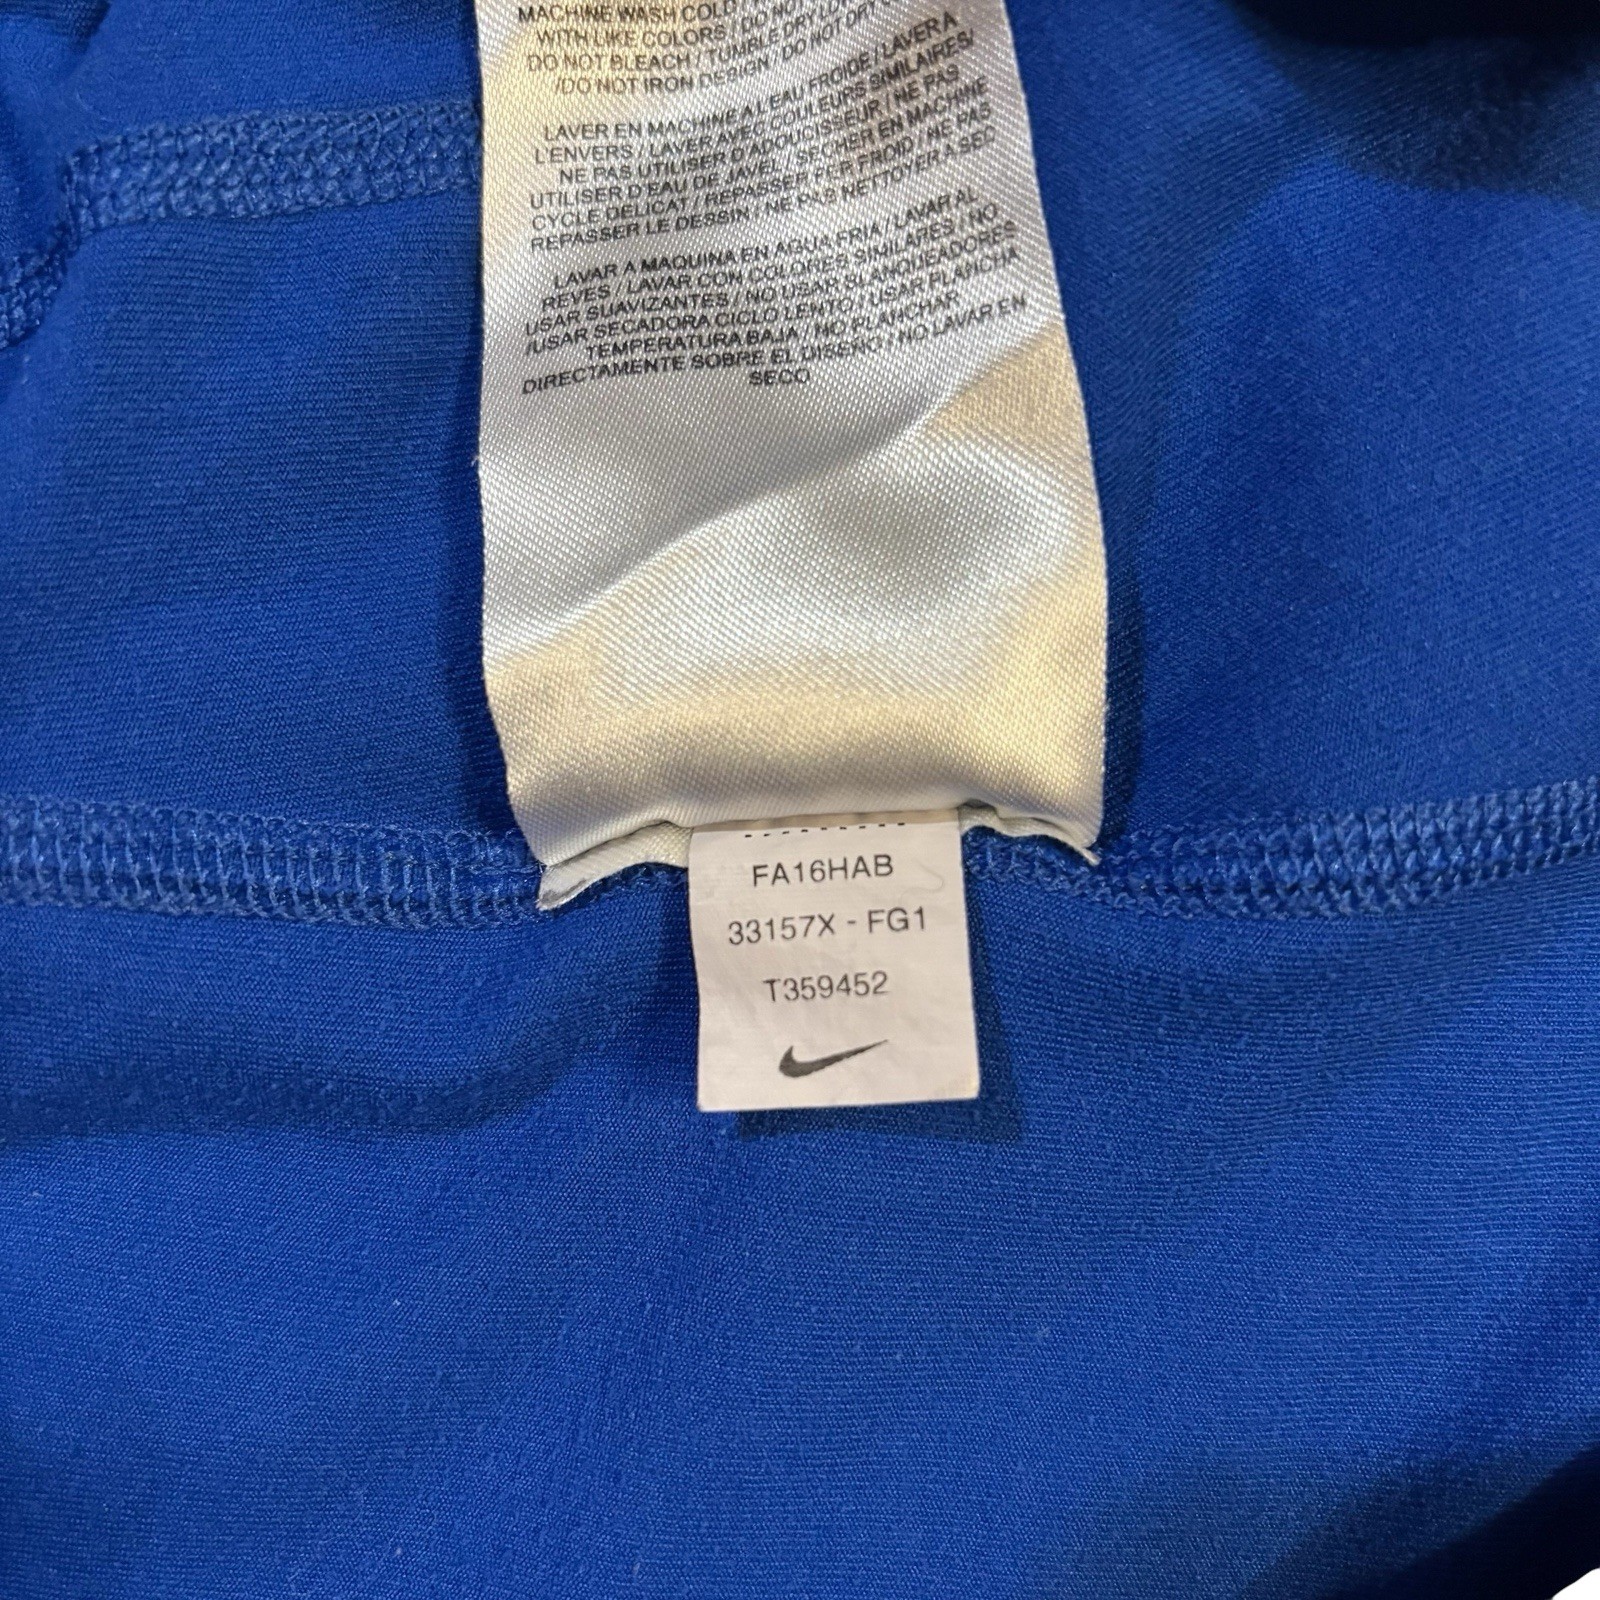 MACHINE WASH COLD
WITH LIKE COLORS / DO NOT
DO NOT BLEACH / TUMBLE DRY LOW / DO NOT DRY
/DO NOT IRON DESIGN
LAVER EN MACHINE A L'EAU FROIDE / LAVER A
L'ENVERS / LAVER AVEC COULEURS SIMILAIRES/
NE PAS UTILISER D'ADOUCISSEUR / NE PAS
UTILISER D'EAU DE JAVEL / SECHER EN MACHINE
CYCLE DELICAT / REPASSER FER FROID / NE PAS
REPASSER LE DESSIN / NE PAS NETTOYER A SEC
LAVAR A MAQUINA EN AGUA FRIA / LAVAR AL
REVES / LAVAR CON COLORES SIMILARES / NO
USAR SUAVIZANTES / NO USAR BLANQUEADORES
/USAR SECADORA CICLO LENTO / USAR PLANCHA
TEMPERATURA BAJA / NO PLANCHAR
DIRECTAMENTE SOBRE EL DISENO / NO LAVAR EN
SECO
FA16HAB
33157X - FG1
T359452